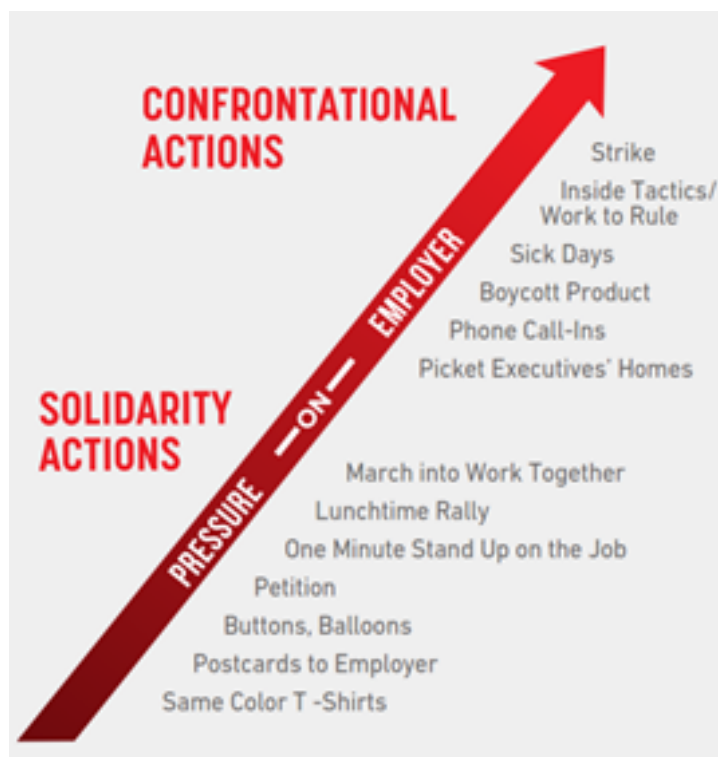 CONFRONTATIONAL
ACTIONS
Strike
Inside Tactics/
Work to Rule
Sick Days
Boycott Product
Phone Call-Ins
Picket Executives' Homes
SOLIDARITY
ACTIONS
March into Work Together
Lunchtime Rally
One Minute Stand Up on the Job
Petition
Buttons, Balloons
Postcards to Employer
Same Color T -Shirts
PRESSURE
—ON—
EMPLOYER